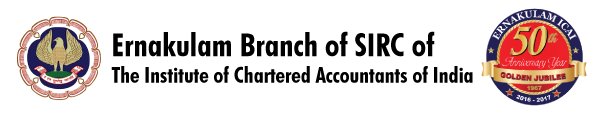 Ernakulam Branch of SIRC of
The Institute of Chartered Accountants of India
ERNAKULAM ICAI
50th
Anniversary Year
GOLDEN JUBILEE
1967
2016 - 2017